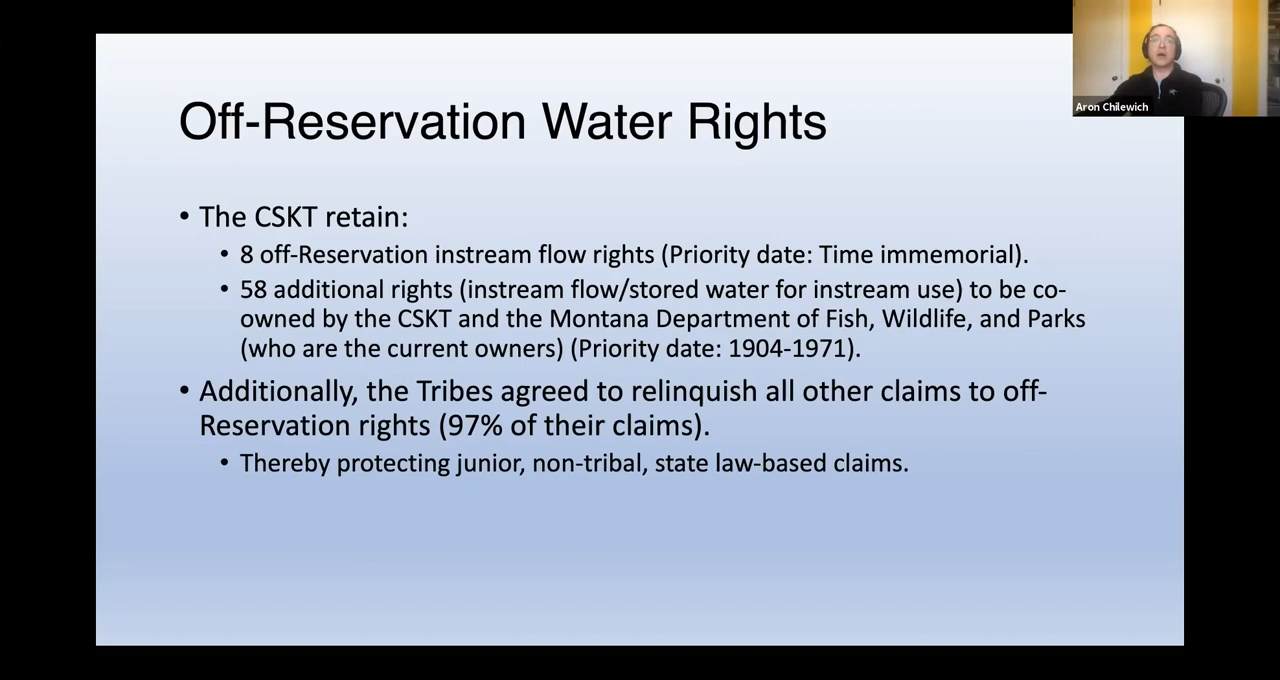 Aron Chilewich
Off-Reservation Water Rights
• The CSKT retain:
• 8 off-Reservation instream flow rights (Priority date: Time immemorial).
• 58 additional rights (instream flow/stored water for instream use) to be co-
owned by the CSKT and the Montana Department of Fish, Wildlife, and Parks
(who are the current owners) (Priority date: 1904-1971).
• Additionally, the Tribes agreed to relinquish all other claims to off-
Reservation rights (97% of their claims).
• Thereby protecting junior, non-tribal, state law-based claims.